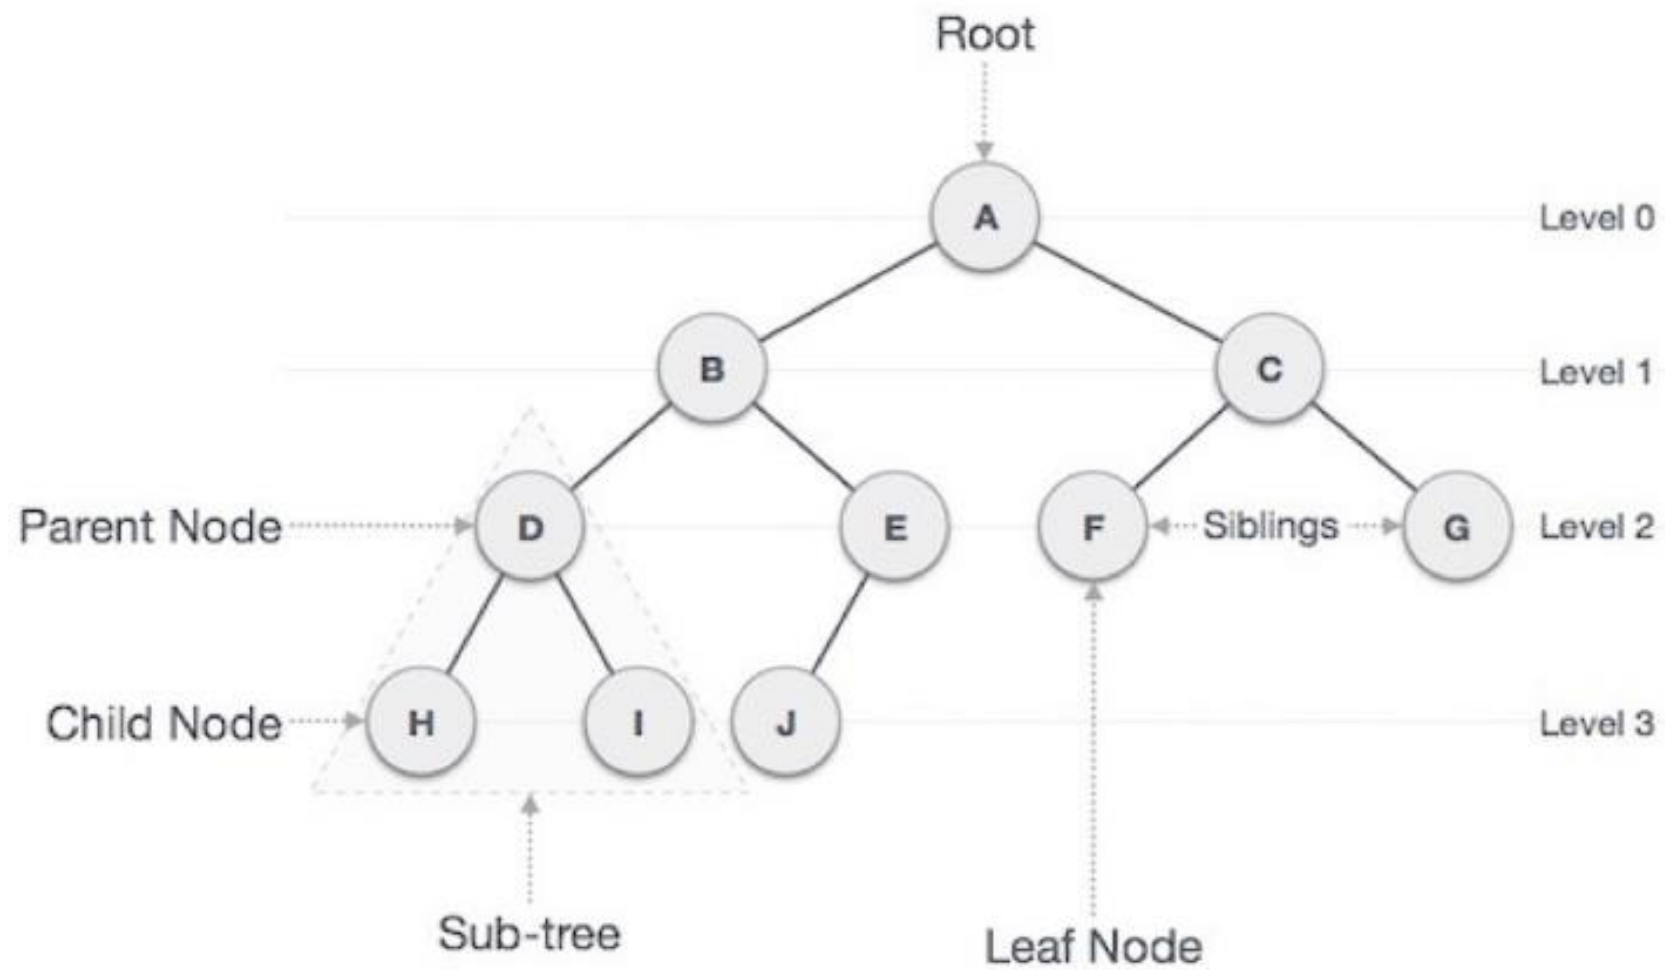 Root
A
Level 0
B
C
Level 1
Parent Node
D
E
F
Siblings
G
Level 2
Child Node
H
I
J
Level 3
Sub-tree
Leaf Node